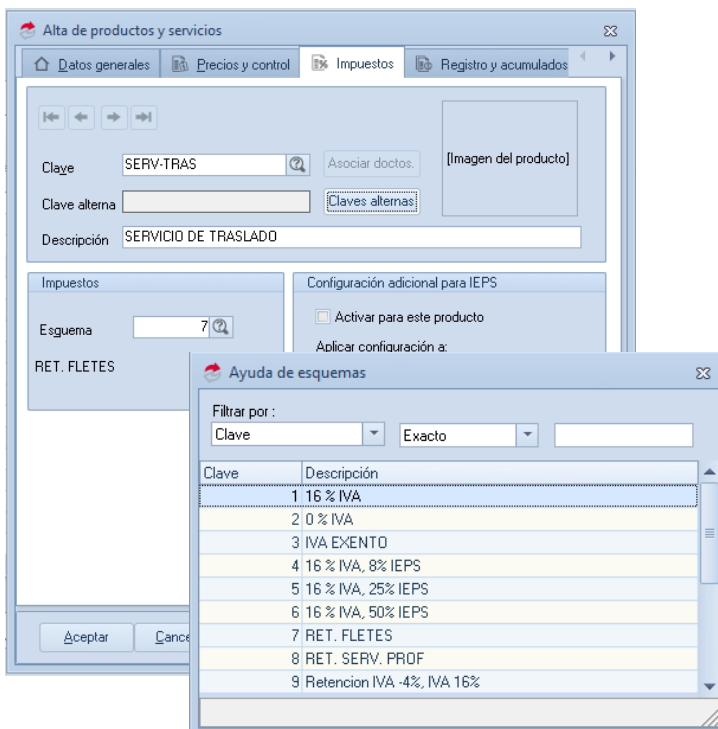 Alta de productos y servicios
Datos generales
Precios y control
Impuestos
Registro y acumulados
Clave
SERV-TRAS
Asociar doctos.
[Imagen del producto]
Clave alterna
Claves alternas
Descripción
SERVICIO DE TRASLADO
Impuestos
Configuración adicional para IEPS
Esquema
7
Activar para este producto
Aplicar configuración a:
RET. FLETES
Ayuda de esquemas
Filtrar por :
Clave
Exacto
Clave Descripción
1 16 % IVA
2 0 % IVA
3 IVA EXENTO
4 16 % IVA, 8% IEPS
5 16 % IVA, 25% IEPS
6 16 % IVA, 50% IEPS
7 RET. FLETES
8 RET. SERV. PROF
9 Retencion IVA -4%, IVA 16%
Aceptar
Cance